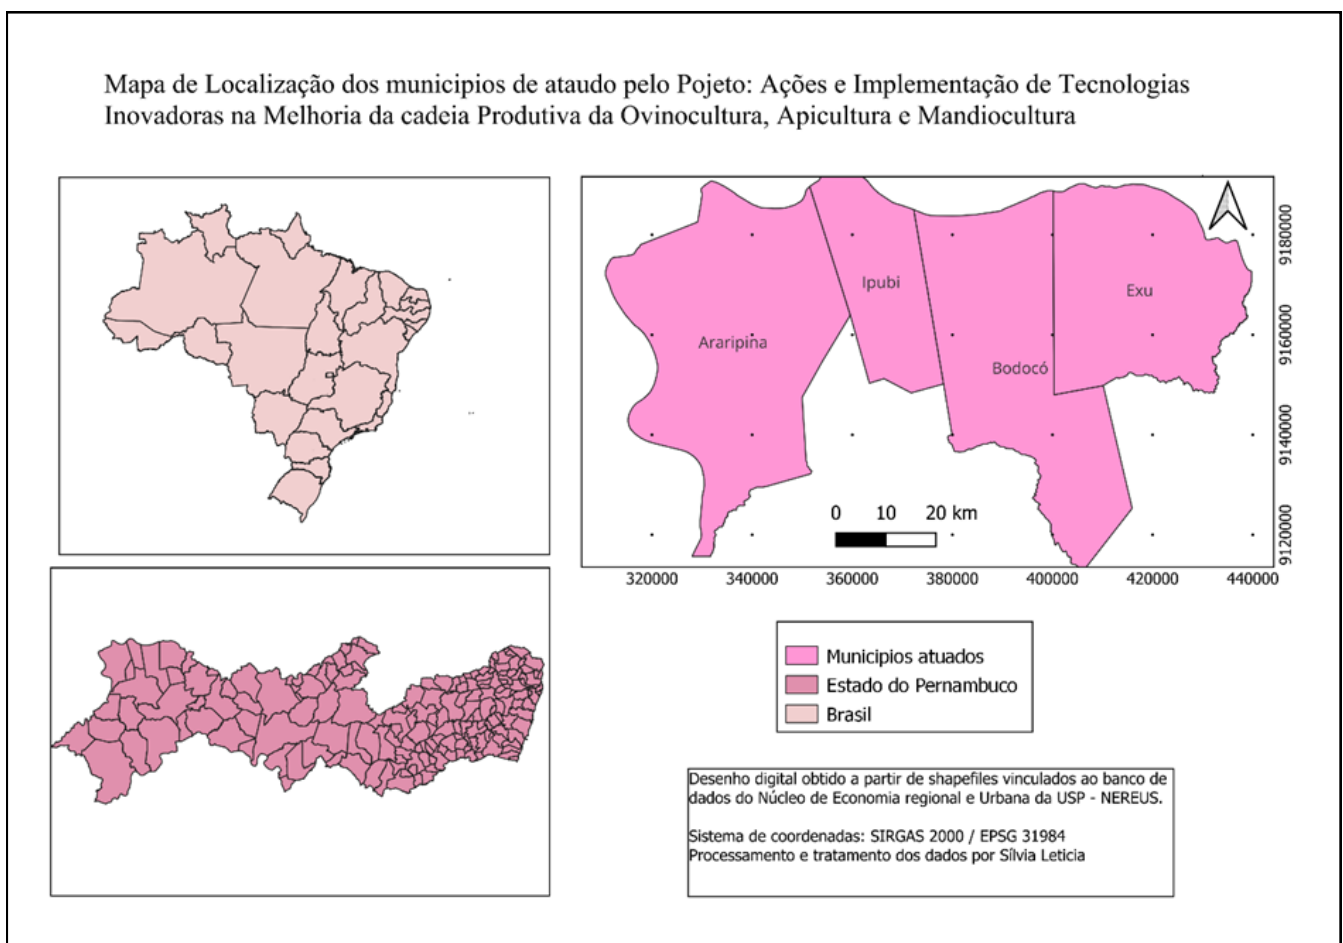 Mapa de Localização dos municipios de ataudo pelo Pojeto: Ações e Implementação de Tecnologias
Inovadoras na Melhoria da cadeia Produtiva da Ovinocultura, Apicultura e Mandiocultura
Araripina
Ipubi
Bodocó
Exu
0 10 20 km
9180000
9160000
9140000
9120000
320000 340000 360000 380000 400000 420000 440000
Municipios atuados
Estado do Pernambuco
Brasil
Desenho digital obtido a partir de shapefiles vinculados ao banco de
dados do Núcleo de Economia regional e Urbana da USP - NEREUS.
Sistema de coordenadas: SIRGAS 2000 / EPSG 31984
Processamento e tratamento dos dados por Sílvia Leticia